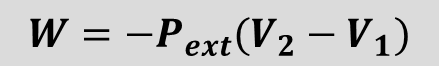 W = −P_ext(V_2 − V_1)